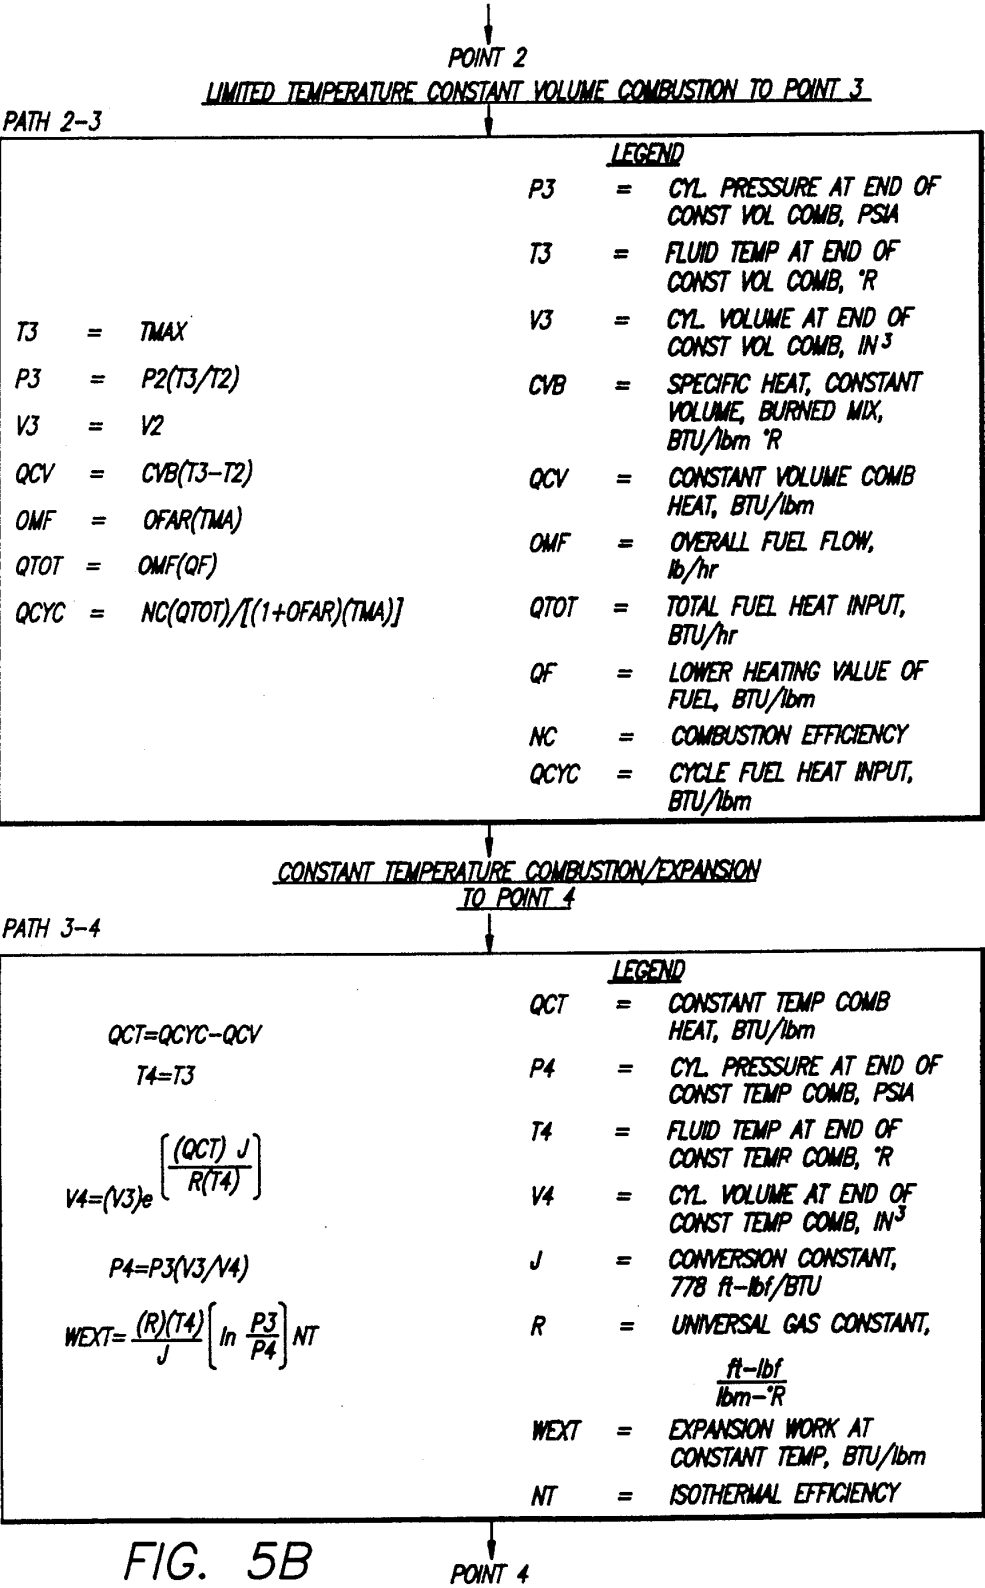 POINT 2
LIMITED TEMPERATURE CONSTANT VOLUME COMBUSTION TO POINT 3
PATH 2-3
T3 = TMAX
P3 = P2(T3/T2)
V3 = V2
QCV = CVB(T3-T2)
OMF = OFAR(TMA)
QTOT = OMF(QF)
QCYC = NC(QTOT)/[(1+OFAR)(TMA)]
LEGEND
P3 = CYL. PRESSURE AT END OF
CONST VOL COMB, PSIA
T3 = FLUID TEMP AT END OF
CONST VOL COMB, °R
V3 = CYL. VOLUME AT END OF
CONST VOL COMB, IN³
CVB = SPECIFIC HEAT, CONSTANT
VOLUME, BURNED MIX,
BTU/lbm °R
QCV = CONSTANT VOLUME COMB
HEAT, BTU/lbm
OMF = OVERALL FUEL FLOW,
lb/hr
QTOT = TOTAL FUEL HEAT INPUT,
BTU/hr
QF = LOWER HEATING VALUE OF
FUEL, BTU/lbm
NC = COMBUSTION EFFICIENCY
QCYC = CYCLE FUEL HEAT INPUT,
BTU/lbm
CONSTANT TEMPERATURE COMBUSTION/EXPANSION
TO POINT 4
PATH 3-4
QCT=QCYC-QCV
T4=T3
V4=(V3)e[(QCT) J / R(T4)]
P4=P3(V3/V4)
WEXT= (R)(T4) / J [ln P3 / P4] NT
LEGEND
QCT = CONSTANT TEMP COMB
HEAT, BTU/lbm
P4 = CYL. PRESSURE AT END OF
CONST TEMP COMB, PSIA
T4 = FLUID TEMP AT END OF
CONST TEMP COMB, °R
V4 = CYL. VOLUME AT END OF
CONST TEMP COMB, IN³
J = CONVERSION CONSTANT,
778 ft-lbf/BTU
R = UNIVERSAL GAS CONSTANT,
ft-lbf
lbm-°R
WEXT = EXPANSION WORK AT
CONSTANT TEMP, BTU/lbm
NT = ISOTHERMAL EFFICIENCY
FIG. 5B
POINT 4